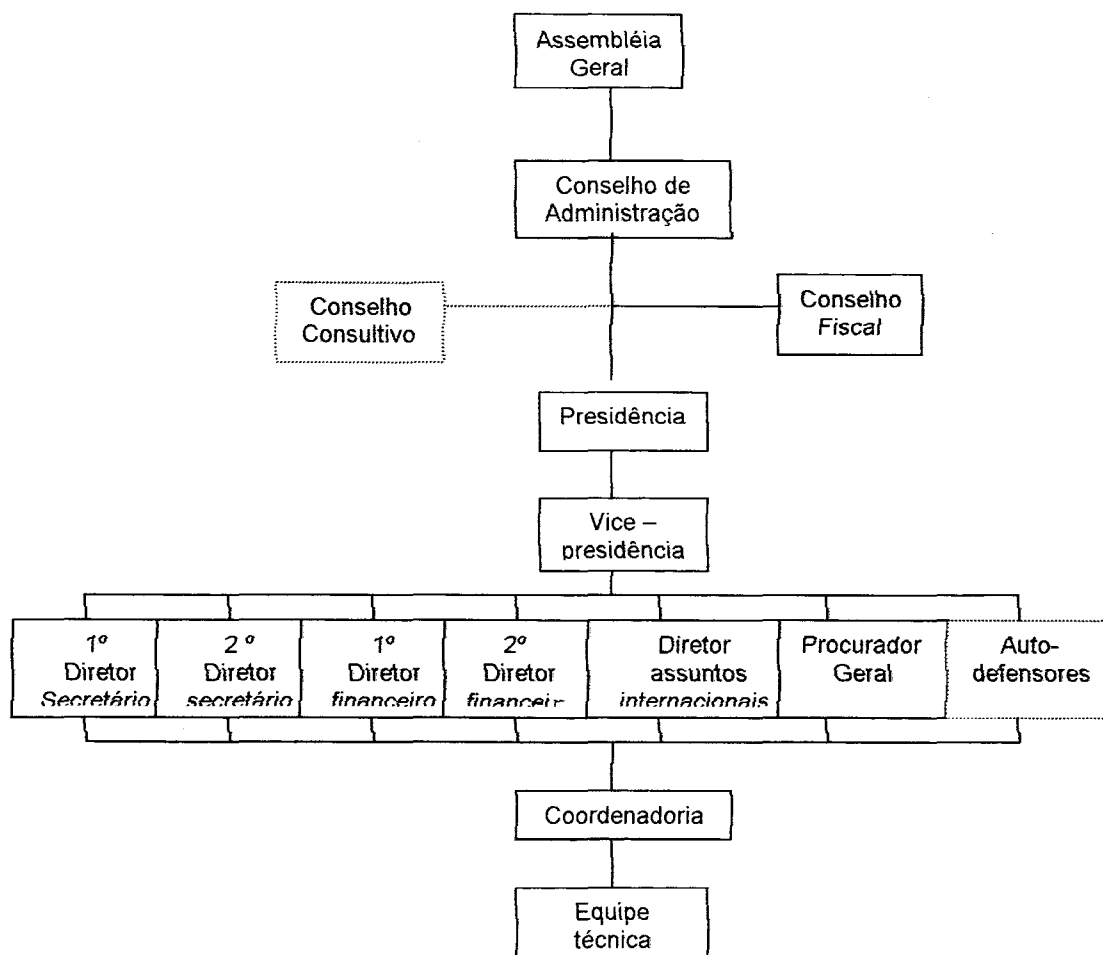 Assembléia
Geral
Conselho de
Administração
Conselho
Consultivo
Conselho
Fiscal
Presidência
Vice –
presidência
1º
Diretor
Secretário
2 º
Diretor
secretário
1º
Diretor
financeiro
2º
Diretor
financeir
Diretor
assuntos
internacionais
Procurador
Geral
Auto-
defensores
Coordenadoria
Equipe
técnica